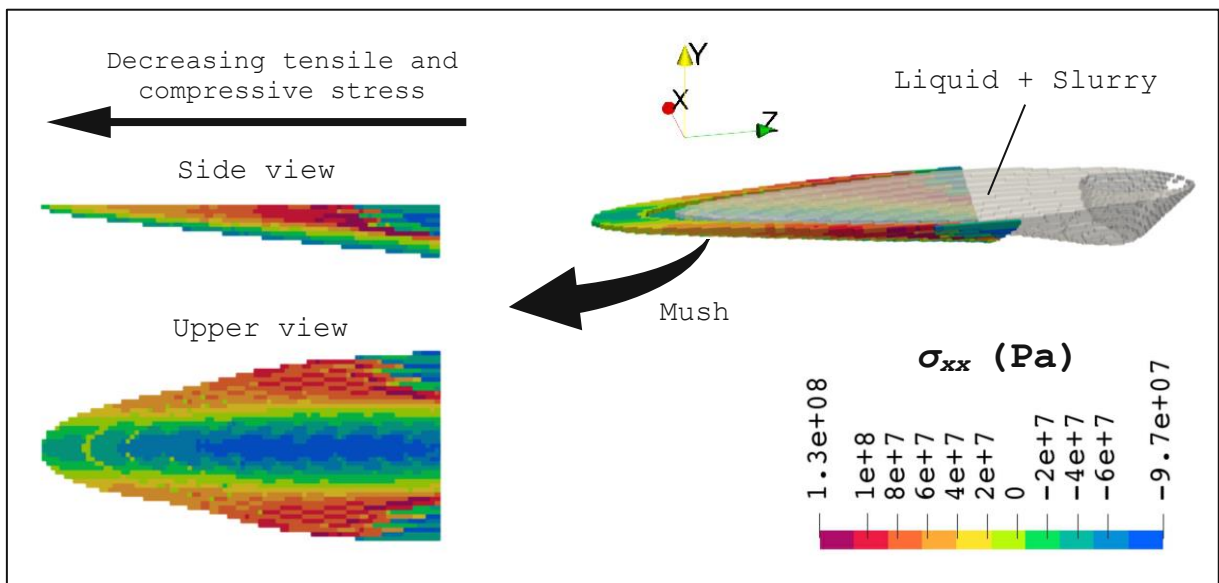 Decreasing tensile and
compressive stress
Side view
Upper view
Y
X
Z
Liquid + Slurry
Mush
σxx (Pa)
1.3e+08
1e+8
8e+7
6e+7
4e+7
2e+7
0
-2e+7
-4e+7
-6e+7
-9.7e+07